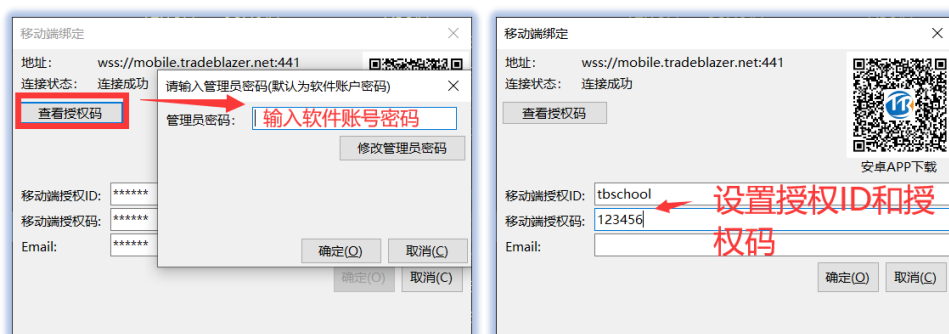 移动端绑定
地址: wss://mobile.tradeblazer.net:441
连接状态: 连接成功
查看授权码
请输入管理员密码(默认为软件账户密码)
管理员密码: 输入软件账号密码
修改管理员密码
确定(O) 取消(C)
移动端授权ID: ******
移动端授权码: ******
Email: ******
确定(O) 取消(C)
移动端绑定
地址: wss://mobile.tradeblazer.net:441
连接状态: 连接成功
查看授权码
安卓APP下载
移动端授权ID: tbschool
移动端授权码: 123456
Email:
设置授权ID和授
权码
确定(O) 取消(C)